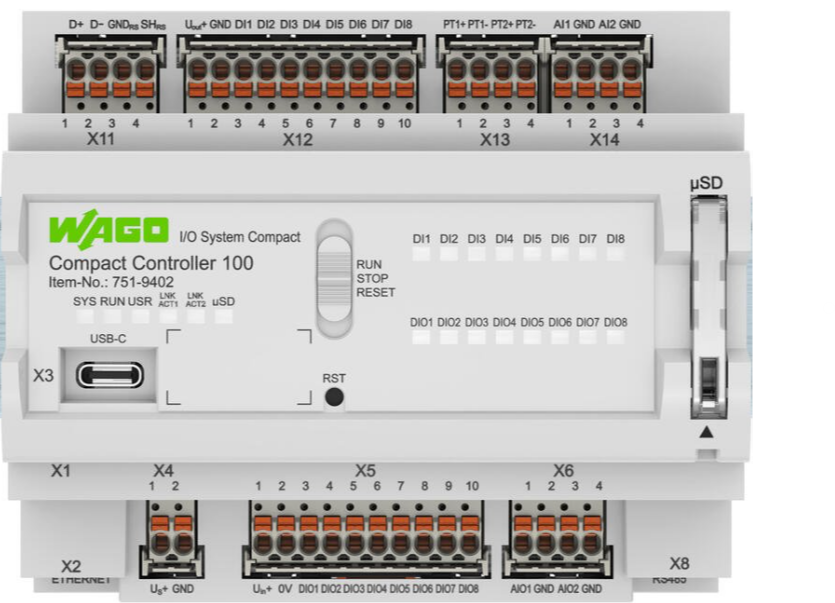 D+ D- GNDRS SHRS
Uout+ GND DI1 DI2 DI3 DI4 DI5 DI6 DI7 DI8
PT1+ PT1- PT2+ PT2-
AI1 GND AI2 GND
1 2 3 4
1 2 3 4 5 6 7 8 9 10
1 2 3 4
1 2 3 4
X11
X12
X13
X14
µSD
WAGO I/O System Compact
Compact Controller 100
Item-No.: 751-9402
SYS RUN USR LNK ACT1 LNK ACT2 µSD
RUN
STOP
RESET
DI1 DI2 DI3 DI4 DI5 DI6 DI7 DI8
DIO1 DIO2 DIO3 DIO4 DIO5 DIO6 DIO7 DIO8
USB-C
X3
RST
X1
X4
X5
X6
1 2
1 2 3 4 5 6 7 8 9 10
1 2 3 4
X2
ETHERNET
X8
RS485
US+ GND
Uin+ 0V DIO1 DIO2 DIO3 DIO4 DIO5 DIO6 DIO7 DIO8
AIO1 GND AIO2 GND